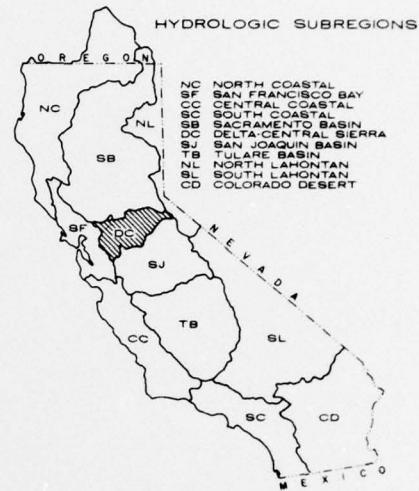 HYDROLOGIC SUBREGIONS
OREGON
NC NORTH COASTAL
SF SAN FRANCISCO BAY
CC CENTRAL COASTAL
SC SOUTH COASTAL
SB SACRAMENTO BASIN
DC DELTA-CENTRAL SIERRA
SJ SAN JOAQUIN BASIN
TB TULARE BASIN
NL NORTH LAHONTAN
SL SOUTH LAHONTAN
CD COLORADO DESERT
NC
NL
SB
SF
DC
NEVADA
SJ
TB
CC
SL
SC
CD
MEXICO